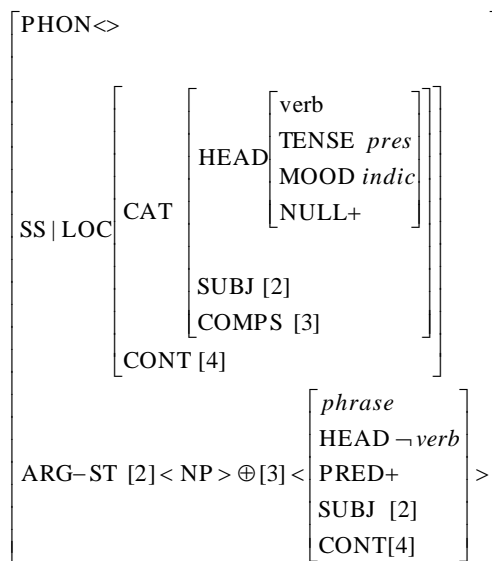 PHON<>
verb
TENSE pres
HEAD
MOOD indic
NULL+
CAT
SS | LOC
SUBJ [2]
COMPS [3]
CONT [4]
phrase
HEAD ¬ verb
ARG−ST [2] < NP > ⊕ [3] < PRED+ >
SUBJ [2]
CONT[4]